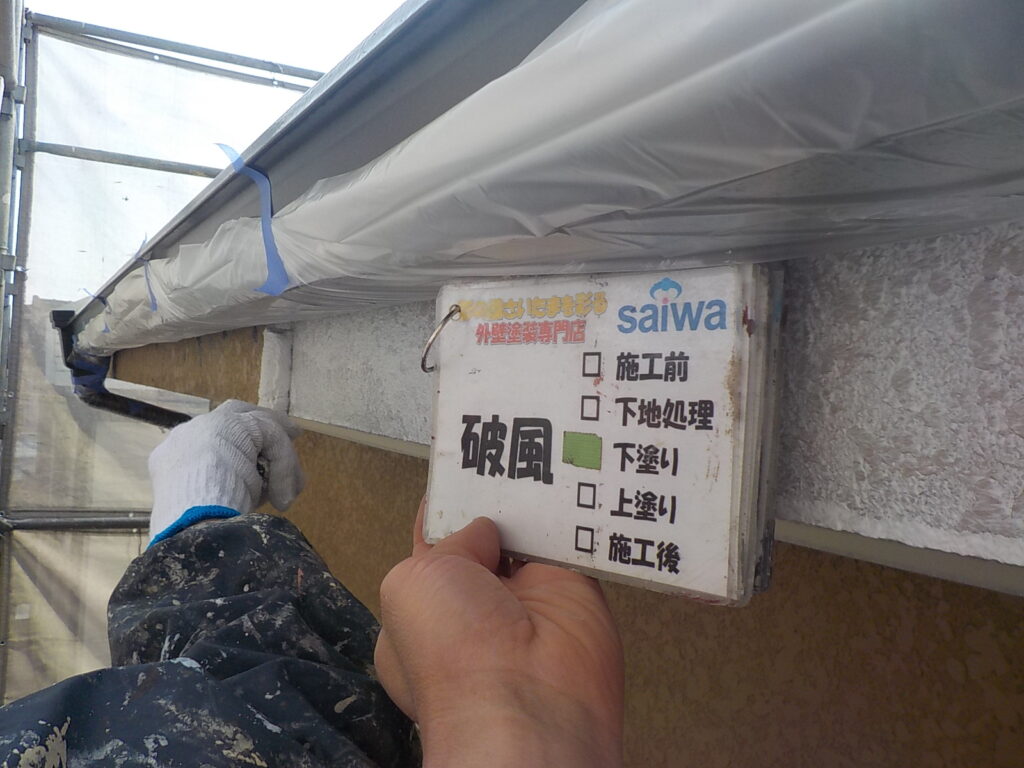 saiwa
外壁塗装専門店
破風
□ 施工前
□ 下地処理
下塗り
□ 上塗り
□ 施工後